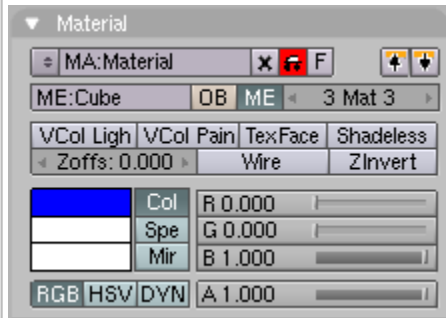 Material
MA:Material X F
ME:Cube OB ME 3 Mat 3
VCol Ligh VCol Pain TexFace Shadeless
Zoffs: 0.000 Wire ZInvert
Col R 0.000
Spe G 0.000
Mir B 1.000
RGB HSV DYN A 1.000